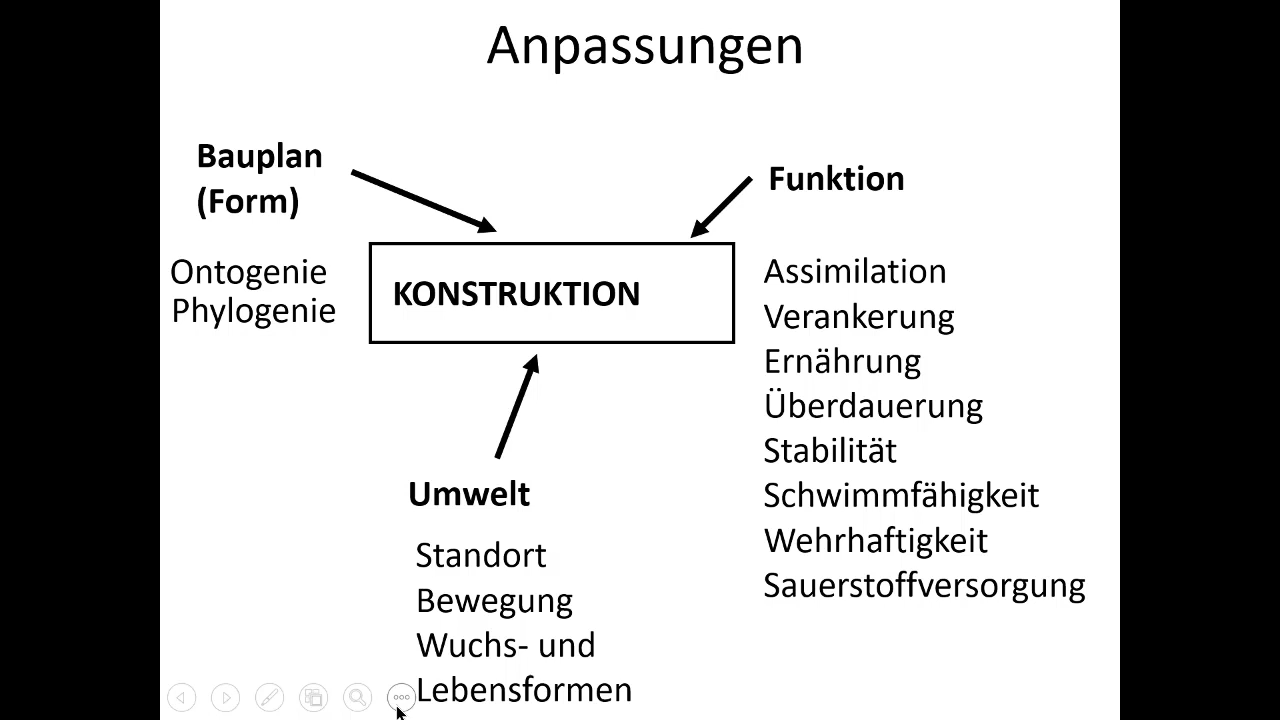 Anpassungen
Bauplan
(Form)
Ontogenie
Phylogenie
KONSTRUKTION
Funktion
Assimilation
Verankerung
Ernährung
Überdauerung
Stabilität
Schwimmfähigkeit
Wehrhaftigkeit
Sauerstoffversorgung
Umwelt
Standort
Bewegung
Wuchs- und
Lebensformen